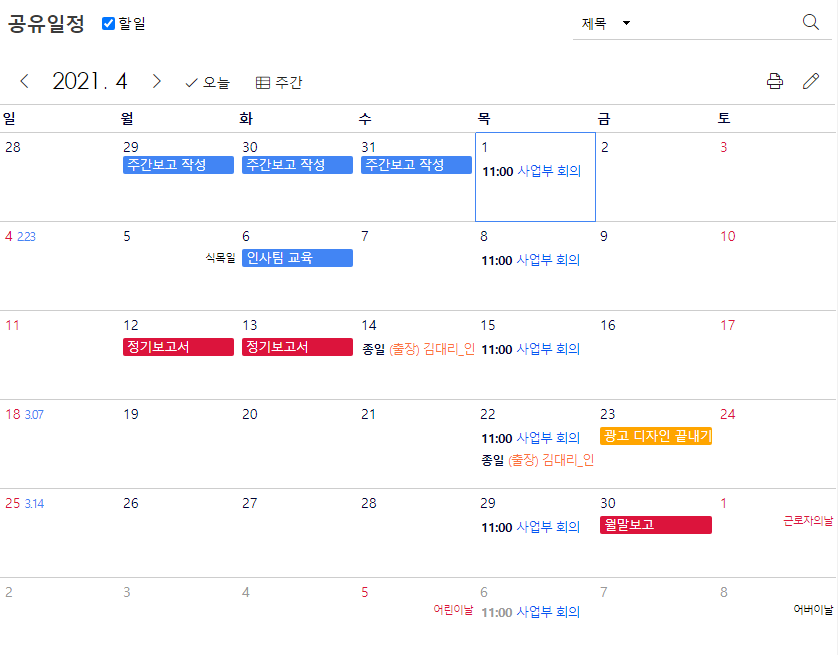 공유일정 할일 제목
2021. 4 오늘 주간
일 월 화 수 목 금 토
28 29 30 31 1 2 3
주간보고 작성 주간보고 작성 주간보고 작성 11:00 사업부 회의
4 2.23 5 6 7 8 9 10
식목일 인사팀 교육 11:00 사업부 회의
11 12 13 14 15 16 17
정기보고서 정기보고서 종일 (출장) 김대리_인 11:00 사업부 회의
18 3.07 19 20 21 22 23 24
11:00 사업부 회의 광고 디자인 끝내기
종일 (출장) 김대리_인
25 3.14 26 27 28 29 30 1
11:00 사업부 회의 월말보고 근로자의날
2 3 4 5 6 7 8
어린이날 11:00 사업부 회의 어버이날